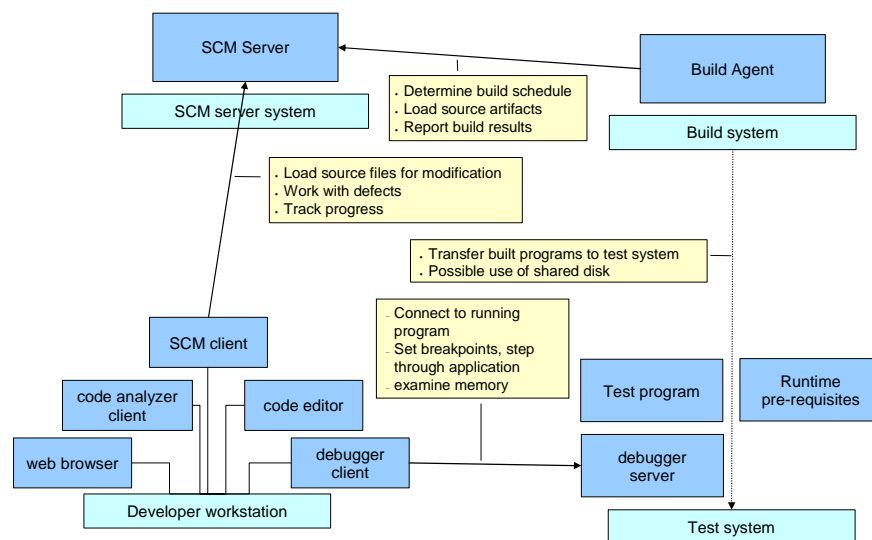 SCM Server
Build Agent
. Determine build schedule
. Load source artifacts
. Report build results
SCM server system
Build system
. Load source files for modification
. Work with defects
. Track progress
. Transfer built programs to test system
. Possible use of shared disk
– Connect to running
program
– Set breakpoints, step
through application
– examine memory
SCM client
code analyzer
client
code editor
Test program
Runtime
pre-requisites
web browser
debugger
client
debugger
server
Developer workstation
Test system